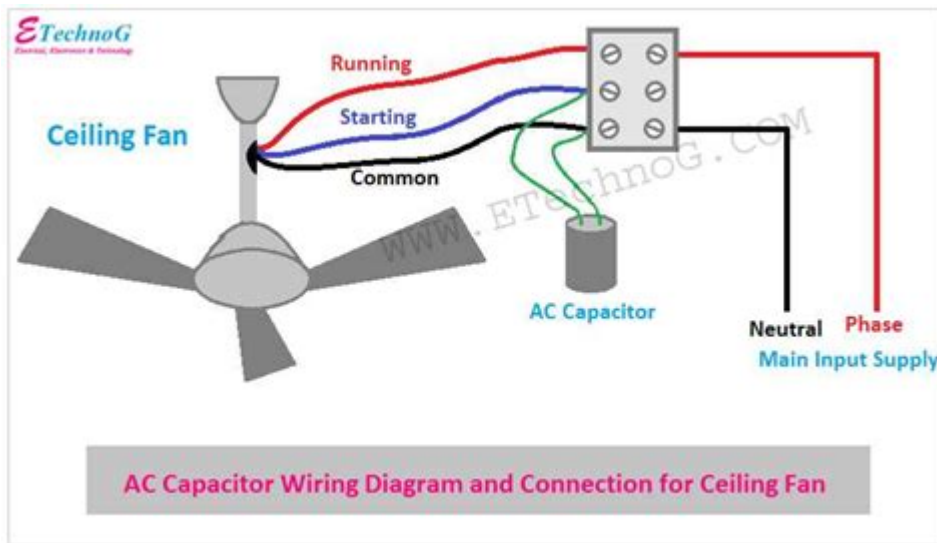 ETechnoG
Electrical, Electronics & Technology
Running
Starting
Ceiling Fan
Common
WWW.ETechnoG.COM
AC Capacitor
Neutral
Phase
Main Input Supply
AC Capacitor Wiring Diagram and Connection for Ceiling Fan